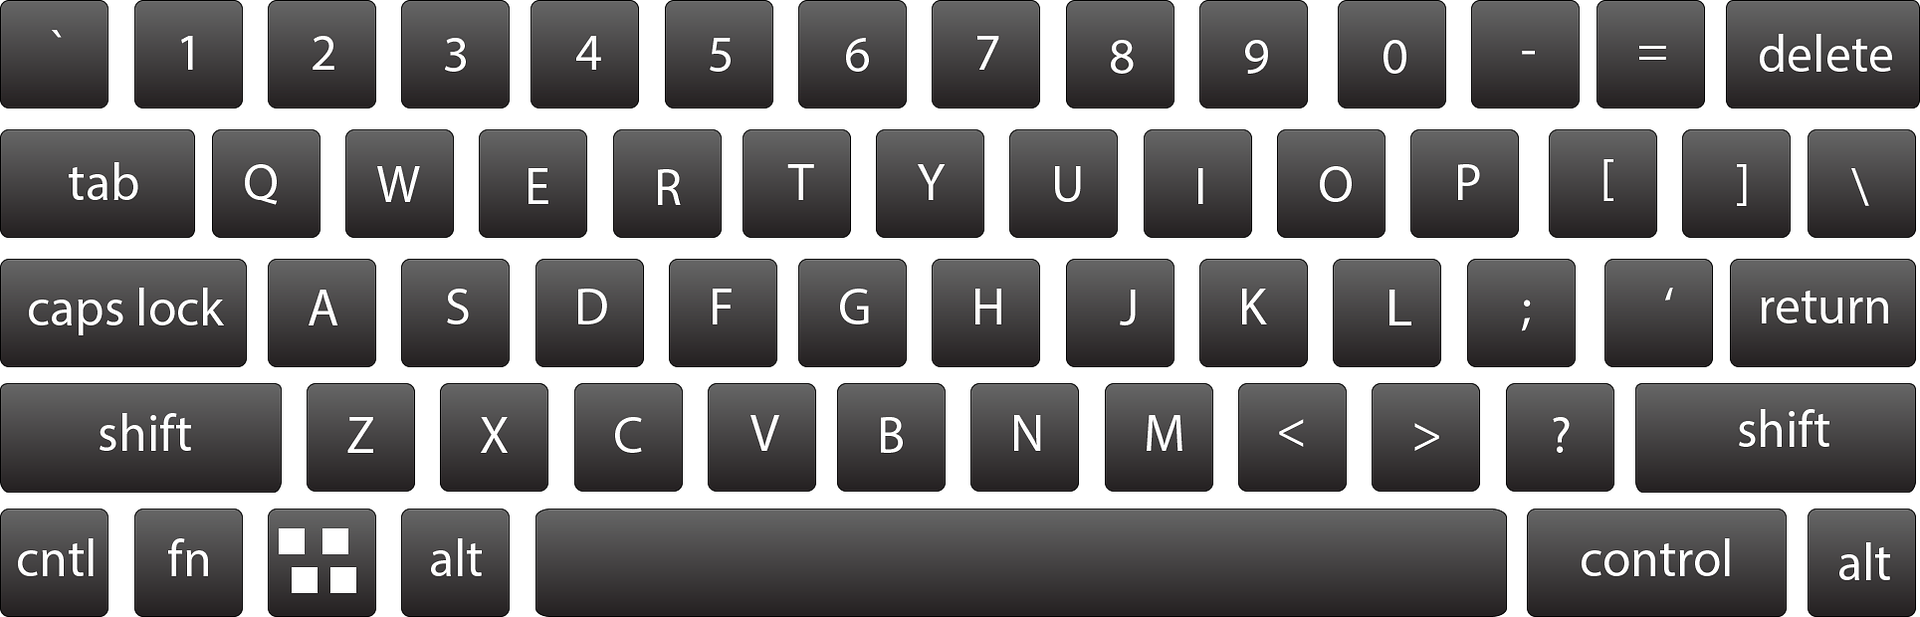 ` 1 2 3 4 5 6 7 8 9 0 - = delete
tab Q W E R T Y U I O P [ ] \
caps lock A S D F G H J K L ; ‘ return
shift Z X C V B N M < > ? shift
cntl fn alt control alt